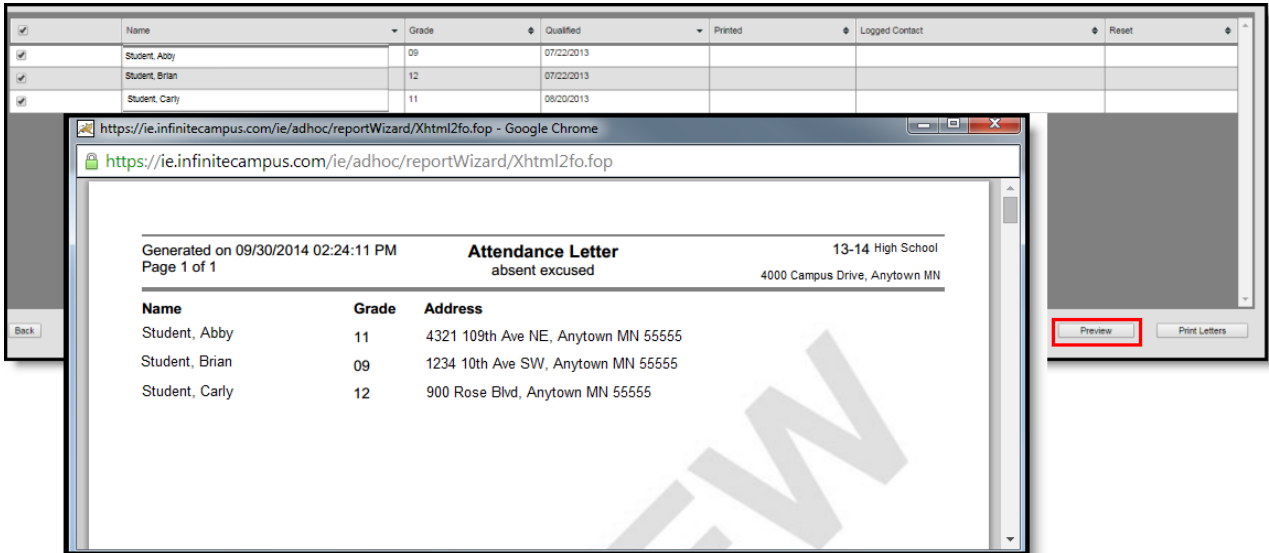 Name Grade Qualified Printed Logged Contact Reset
Student, Abby 09 07/22/2013
Student, Brian 12 07/22/2013
Student, Carly 11 08/20/2013
https://ie.infinitecampus.com/ie/adhoc/reportWizard/Xhtml2fo.fop - Google Chrome
https://ie.infinitecampus.com/ie/adhoc/reportWizard/Xhtml2fo.fop
Generated on 09/30/2014 02:24:11 PM Attendance Letter 13-14 High School
Page 1 of 1 absent excused 4000 Campus Drive, Anytown MN
Name Grade Address
Student, Abby 11 4321 109th Ave NE, Anytown MN 55555
Student, Brian 09 1234 10th Ave SW, Anytown MN 55555
Student, Carly 12 900 Rose Blvd, Anytown MN 55555
EW
Back Preview Print Letters